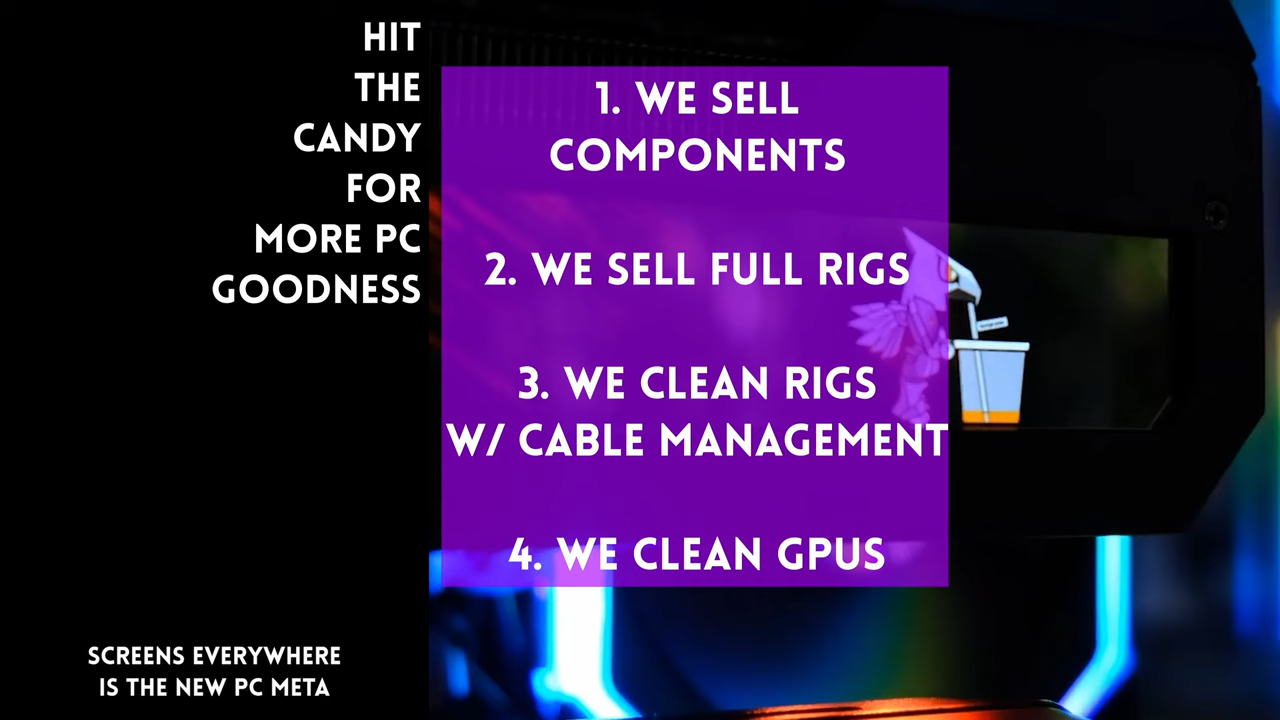 HIT
THE
CANDY
FOR
MORE PC
GOODNESS
1. WE SELL
COMPONENTS
2. WE SELL FULL RIGS
3. WE CLEAN RIGS
W/ CABLE MANAGEMENT
4. WE CLEAN GPUS
SCREENS EVERYWHERE
IS THE NEW PC META